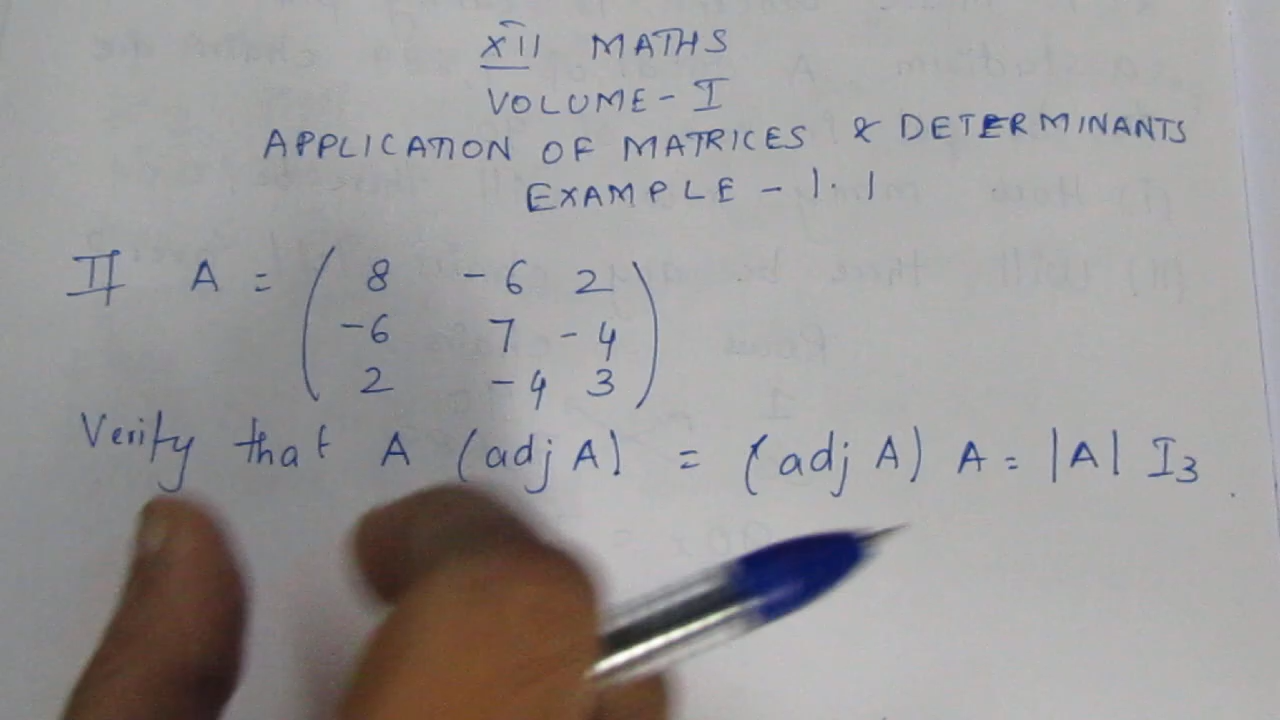 XII MATHS
VOLUME - I
APPLICATION OF MATRICES & DETERMINANTS
EXAMPLE - 1.1
If A = ( 8 -6 2
-6 7 -4
2 -4 3 )
Verify that A (adj A) = (adj A) A = |A| I₃